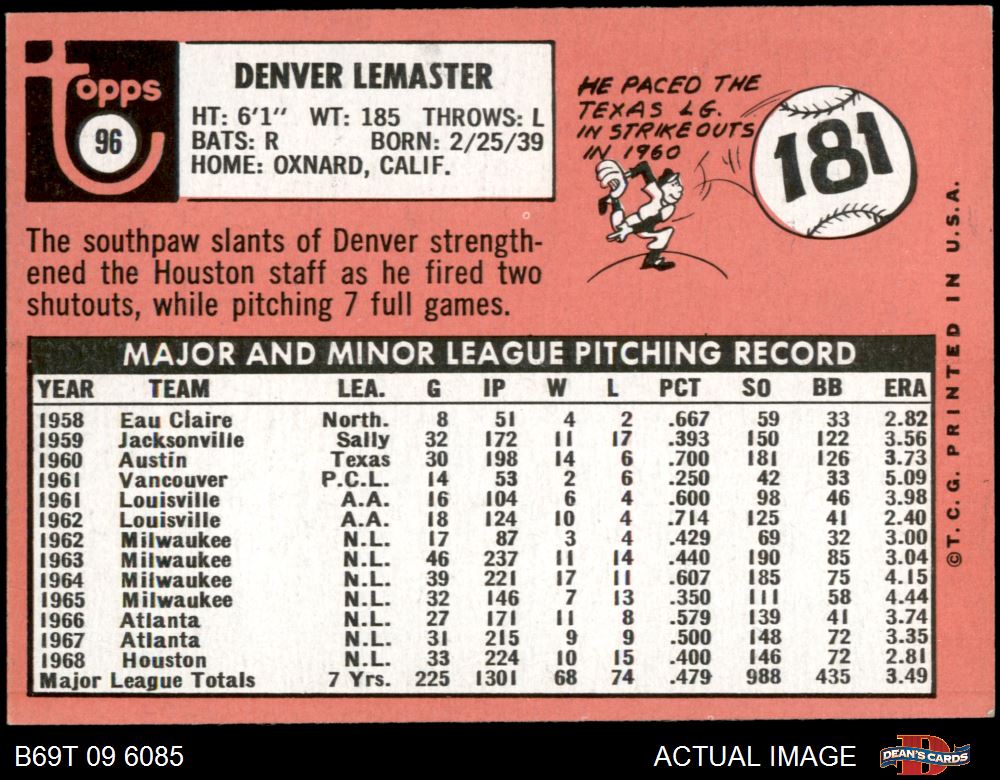 topps
96
DENVER LEMASTER
HT: 6'1" WT: 185 THROWS: L
BATS: R BORN: 2/25/39
HOME: OXNARD, CALIF.
HE PACED THE
TEXAS LG.
IN STRIKEOUTS
IN 1960
181
The southpaw slants of Denver strength-
ened the Houston staff as he fired two
shutouts, while pitching 7 full games.
MAJOR AND MINOR LEAGUE PITCHING RECORD
YEAR TEAM LEA. G IP W L PCT SO BB ERA
1958 Eau Claire North. 8 51 4 2 .667 59 33 2.82
1959 Jacksonville Sally 32 172 11 17 .393 150 122 3.56
1960 Austin Texas 30 198 14 6 .700 181 126 3.73
1961 Vancouver P.C.L. 14 53 2 6 .250 42 33 5.09
1961 Louisville A.A. 16 104 6 4 .600 98 46 3.98
1962 Louisville A.A. 18 124 10 4 .714 125 41 2.40
1962 Milwaukee N.L. 17 87 3 4 .429 69 32 3.00
1963 Milwaukee N.L. 46 237 11 14 .440 190 85 3.04
1964 Milwaukee N.L. 39 221 17 11 .607 185 75 4.15
1965 Milwaukee N.L. 32 146 7 13 .350 111 58 4.44
1966 Atlanta N.L. 27 171 11 8 .579 139 41 3.74
1967 Atlanta N.L. 31 215 9 9 .500 148 72 3.35
1968 Houston N.L. 33 224 10 15 .400 146 72 2.81
Major League Totals 7 Yrs. 225 1301 68 74 .479 988 435 3.49
©T.C.G. PRINTED IN U.S.A.
B69T 09 6085
ACTUAL IMAGE
DEAN'S CARDS